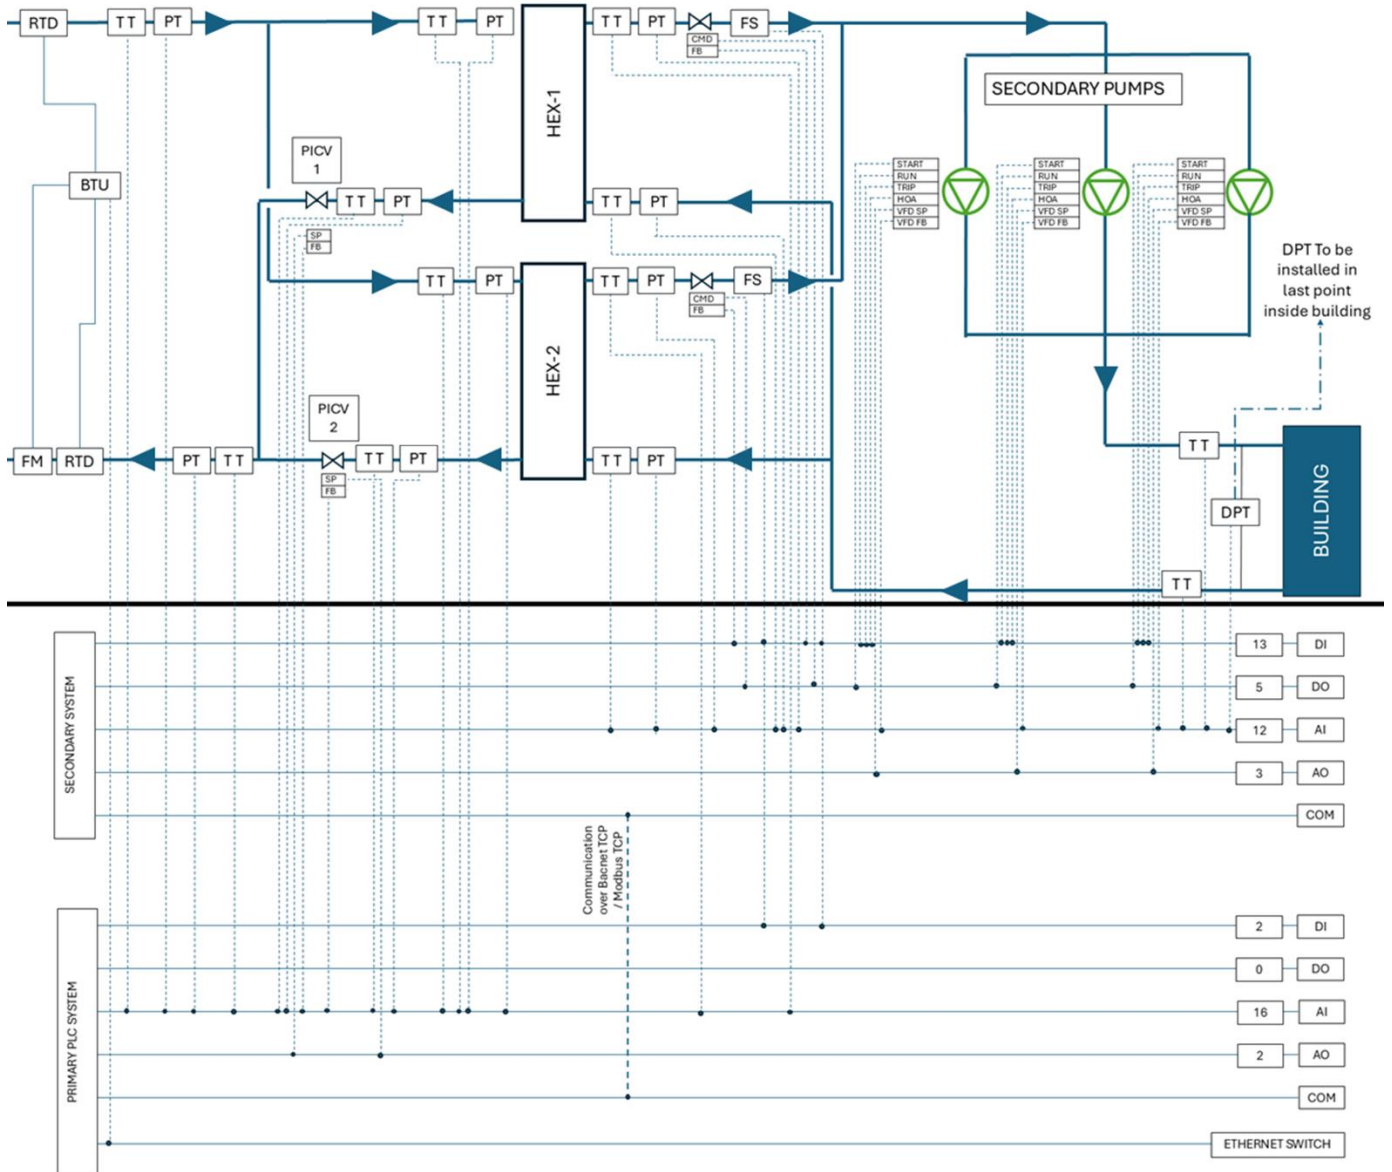 RTD
TT
PT
TT
PT
HEX-1
TT
PT
CMD
FB
FS
SECONDARY PUMPS
PICV
1
BTU
TT
PT
SP
FB
TT
PT
START
RUN
TRIP
HOA
VFD SP
VFD FB
START
RUN
TRIP
HOA
VFD SP
VFD FB
START
RUN
TRIP
HOA
VFD SP
VFD FB
DPT To be
installed in
last point
inside building
TT
PT
HEX-2
TT
PT
CMD
FB
FS
PICV
2
FM
RTD
PT
TT
TT
PT
SP
FB
TT
PT
TT
DPT
BUILDING
TT
SECONDARY SYSTEM
13
DI
5
DO
12
AI
3
AO
COM
Communication
over Bacnet TCP
/ Modbus TCP
PRIMARY PLC SYSTEM
2
DI
0
DO
16
AI
2
AO
COM
ETHERNET SWITCH